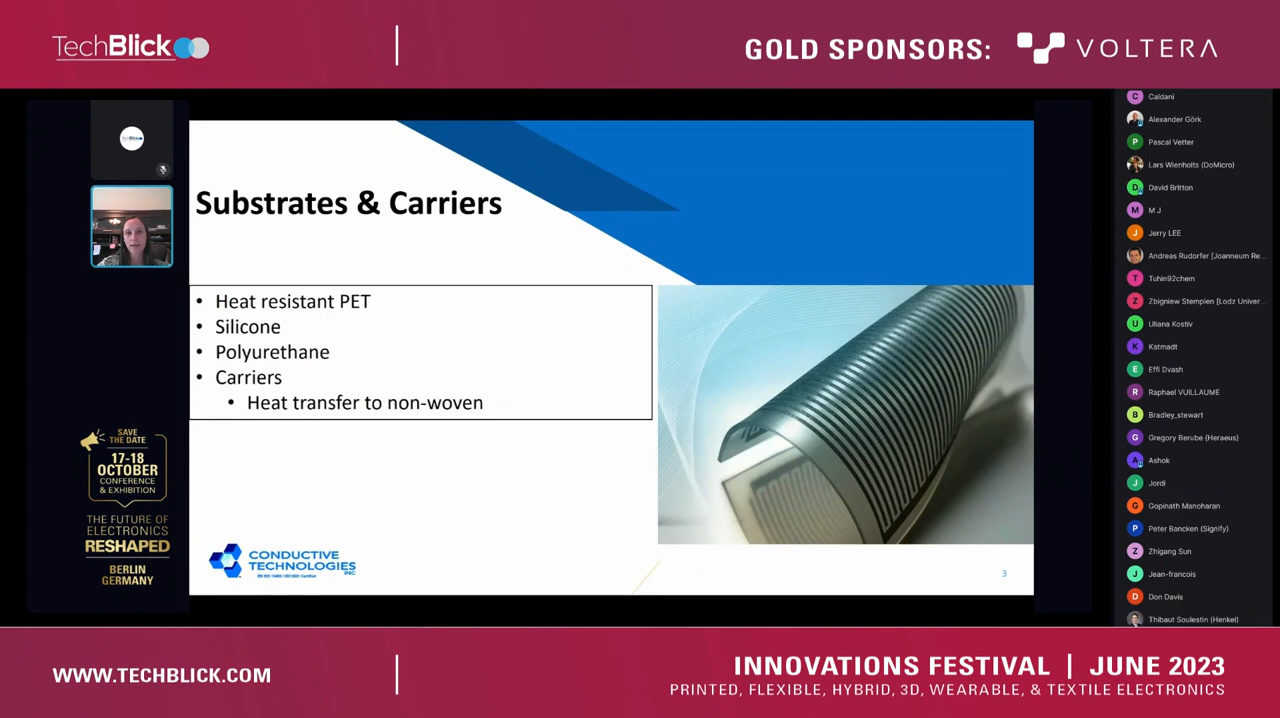 TechBlick
GOLD SPONSORS:
VOLTERA
Substrates & Carriers
• Heat resistant PET
• Silicone
• Polyurethane
• Carriers
• Heat transfer to non-woven
CONDUCTIVE
TECHNOLOGIES
INC
3
SAVE
THE DATE
17-18
OCTOBER
CONFERENCE
& EXHIBITION
THE FUTURE OF
ELECTRONICS
RESHAPED
BERLIN
GERMANY
C Caldani
Alexander Görk
P Pascal Vetter
Lars Wienholts (DoMicro)
D David Britton
M M J
J Jerry LEE
Andreas Rudorfer [Joanneum Re...
T Tuhin92chem
Z Zbigniew Stempien [Lodz Univer...
U Uliana Kostiv
K Katmadt
E Effi Dvash
R Raphael VUILLAUME
B Bradley_stewart
G Gregory Berube (Heraeus)
A Ashok
J Jordi
G Gopinath Manoharan
P Peter Bancken (Signify)
Z Zhigang Sun
J Jean-francois
D Don Davis
Thibaut Soulestin (Henkel)
WWW.TECHBLICK.COM
INNOVATIONS FESTIVAL | JUNE 2023
PRINTED, FLEXIBLE, HYBRID, 3D, WEARABLE, & TEXTILE ELECTRONICS